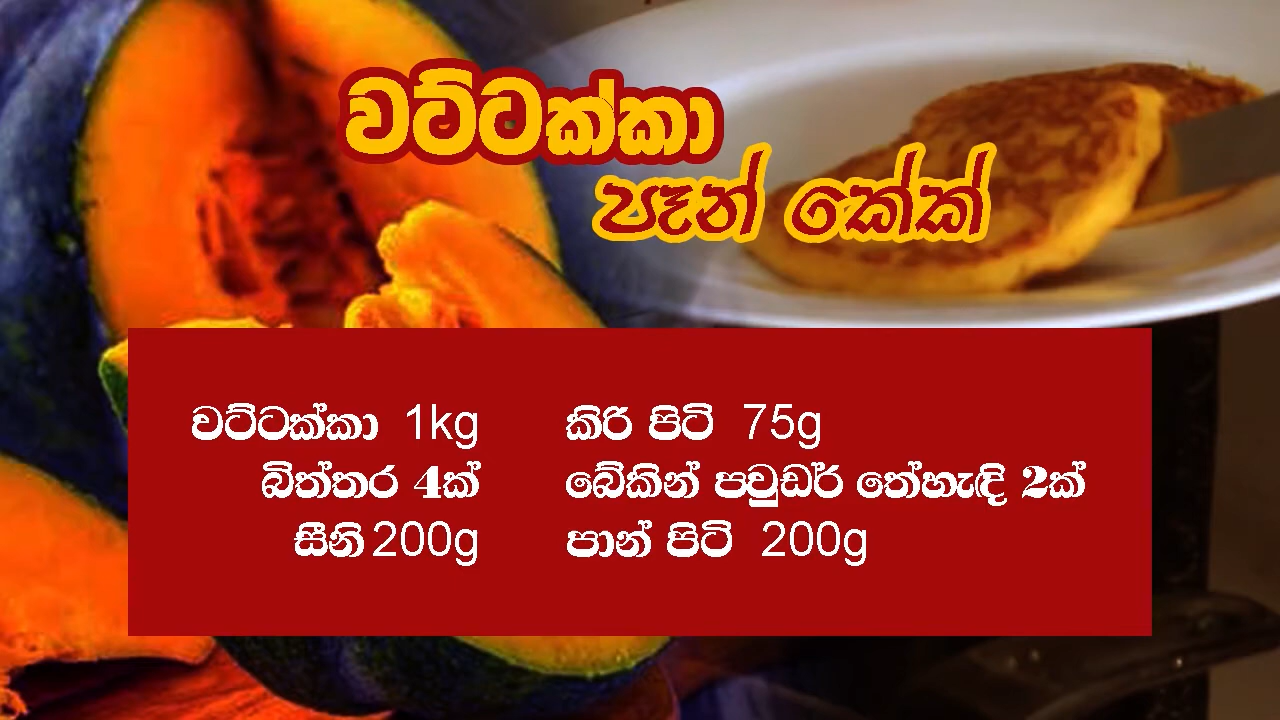 වට්ටක්කා
පෑන් කේක්
වට්ටක්කා 1kg
බිත්තර 4ක්
සීනි 200g
කිරි පිටි 75g
බේකින් පවුඩර් තේහැඳි 2ක්
පාන් පිටි 200g